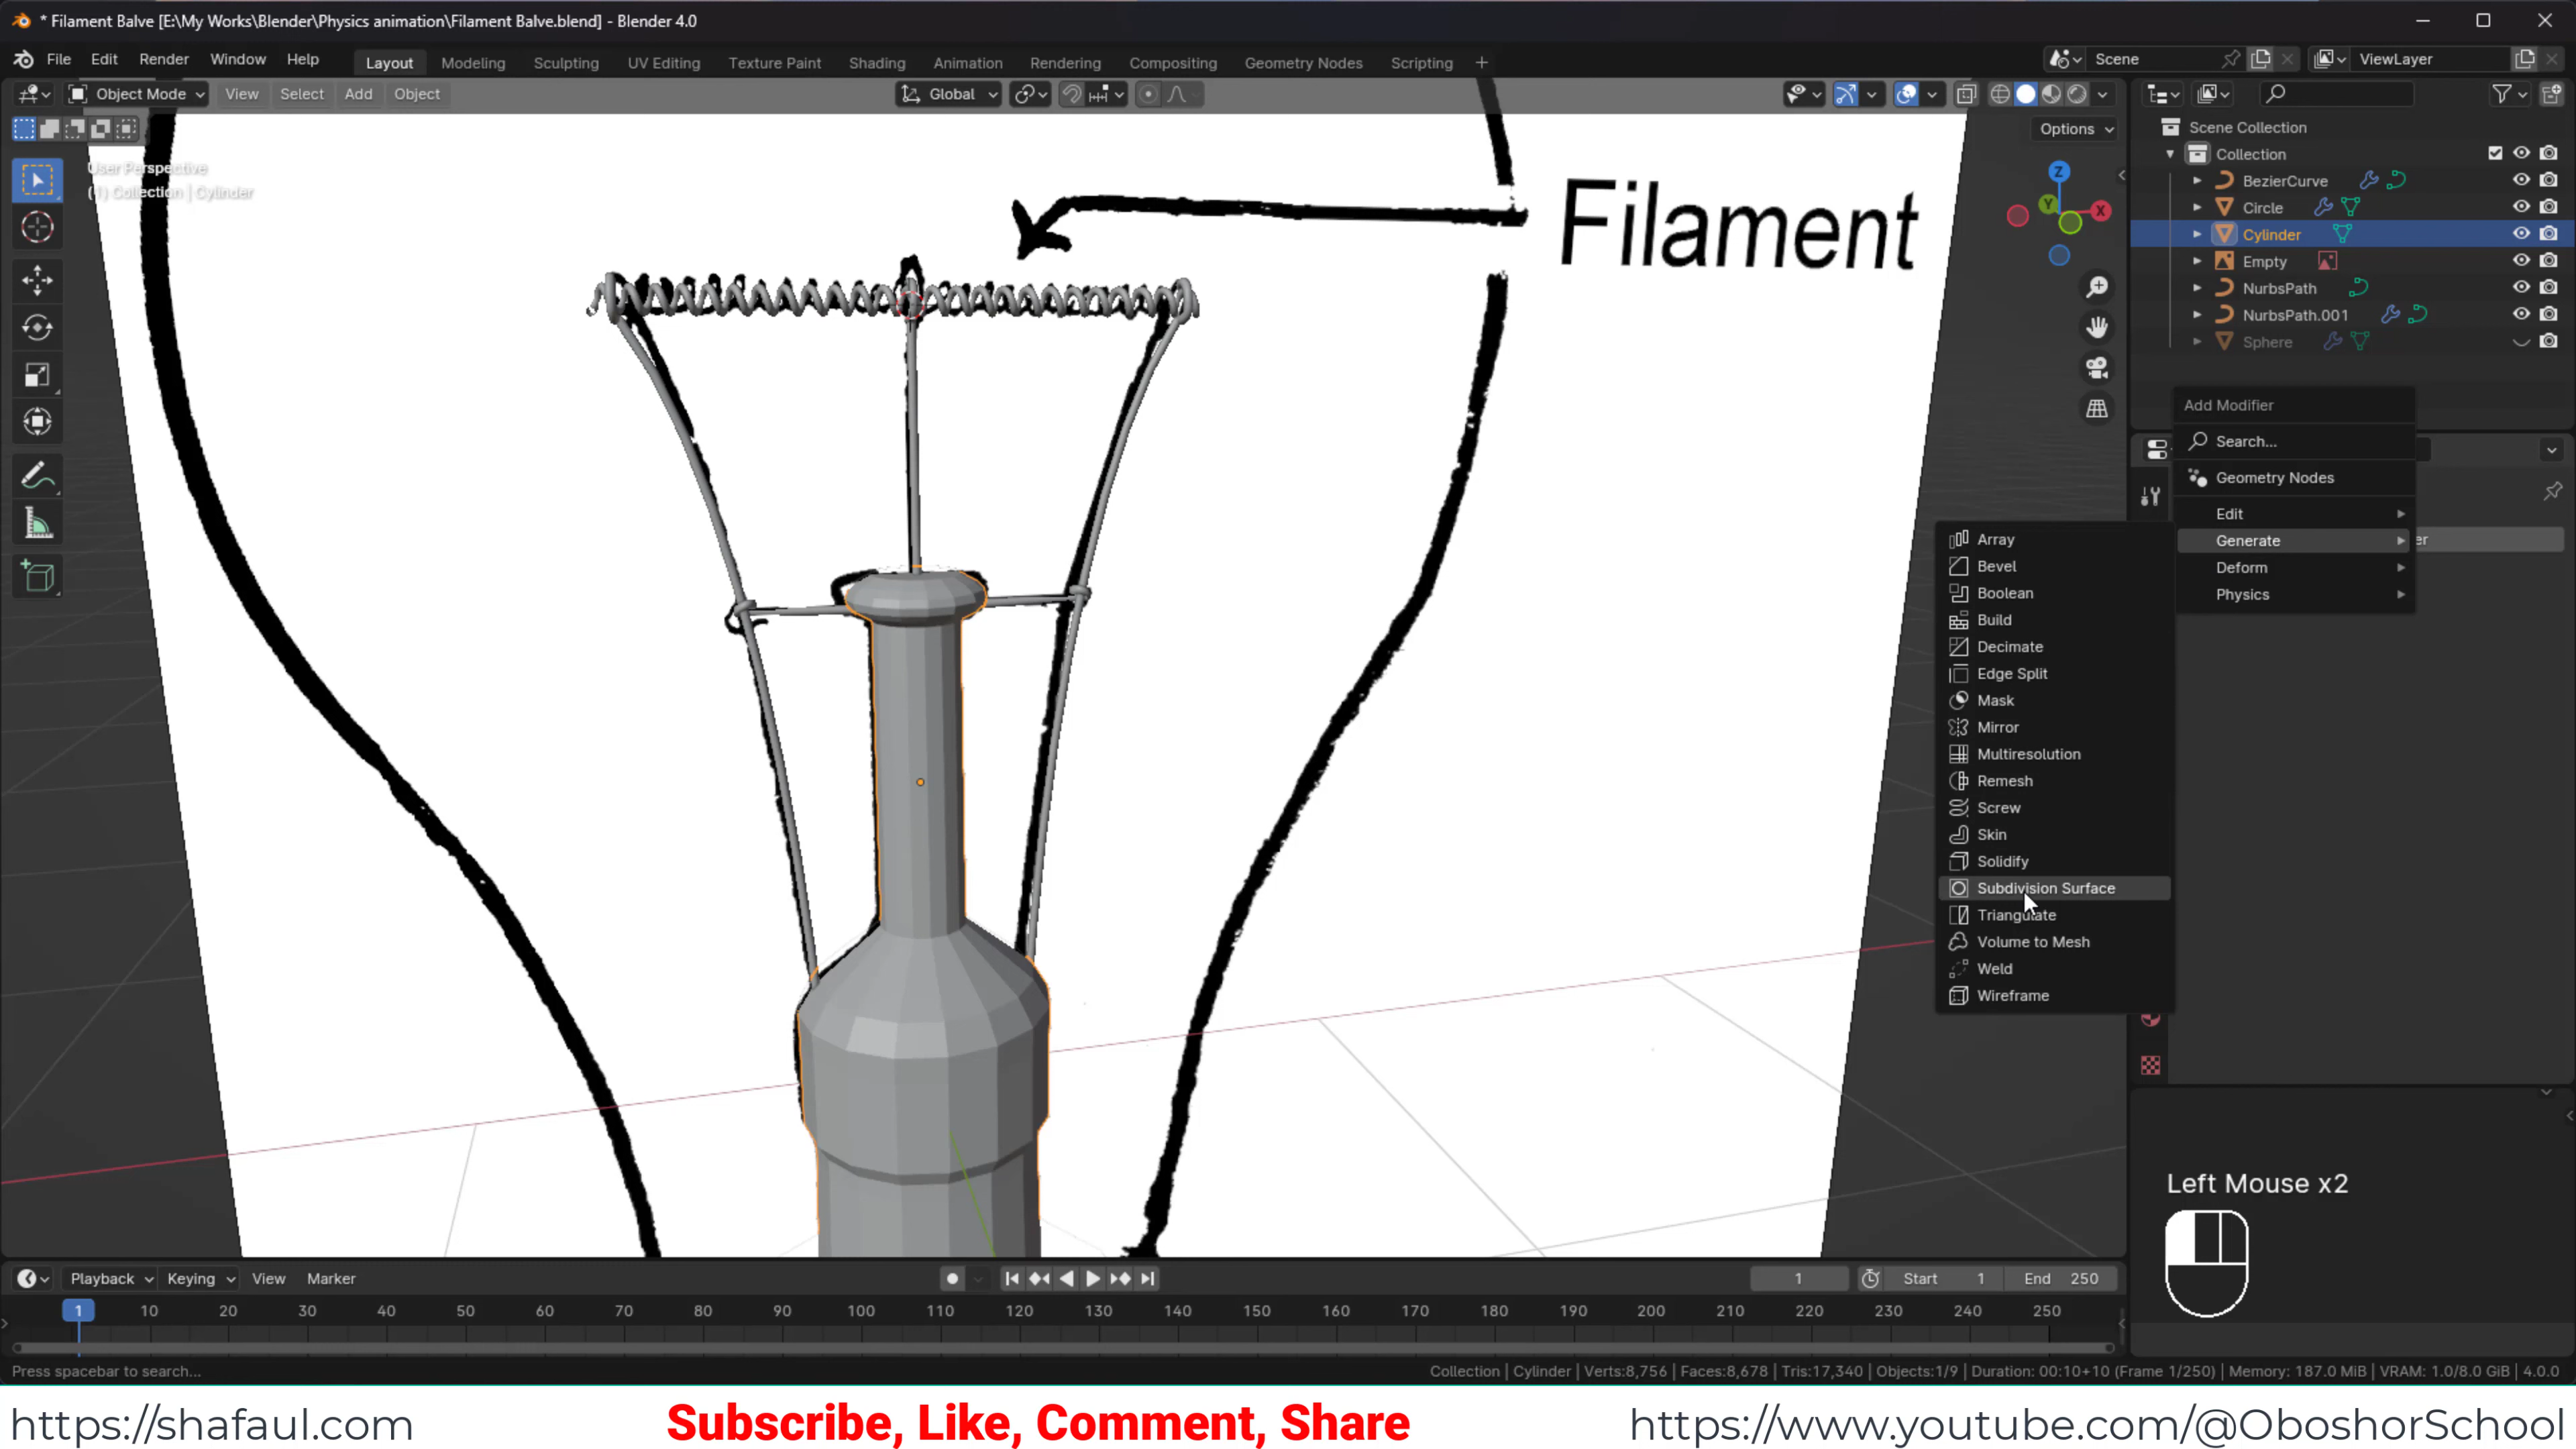 * Filament Balve [E:\My Works\Blender\Physics animation\Filament Balve.blend] - Blender 4.0
File Edit Render Window Help Layout Modeling Sculpting UV Editing Texture Paint Shading Animation Rendering Compositing Geometry Nodes Scripting + Scene ViewLayer
Object Mode View Select Add Object Global
Options
User Perspective
(1) Collection | Cylinder
Filament
Z
Y
X
Scene Collection
Collection
BezierCurve
Circle
Cylinder
Empty
NurbsPath
NurbsPath.001
Sphere
Add Modifier
Search...
Geometry Nodes
Edit
Generate
Deform
Physics
er
Array
Bevel
Boolean
Build
Decimate
Edge Split
Mask
Mirror
Multiresolution
Remesh
Screw
Skin
Solidify
Subdivision Surface
Triangulate
Volume to Mesh
Weld
Wireframe
Left Mouse x2
Playback Keying View Marker 1 Start 1 End 250
1 10 20 30 40 50 60 70 80 90 100 110 120 130 140 150 160 170 180 190 200 210 220 230 240 250
Press spacebar to search... Collection | Cylinder | Verts:8,756 | Faces:8,678 | Tris:17,340 | Objects:1/9 | Duration: 00:10+10 (Frame 1/250) | Memory: 187.0 MiB | VRAM: 1.0/8.0 GiB | 4.0.0
https://shafaul.com Subscribe, Like, Comment, Share https://www.youtube.com/@OboshorSchool